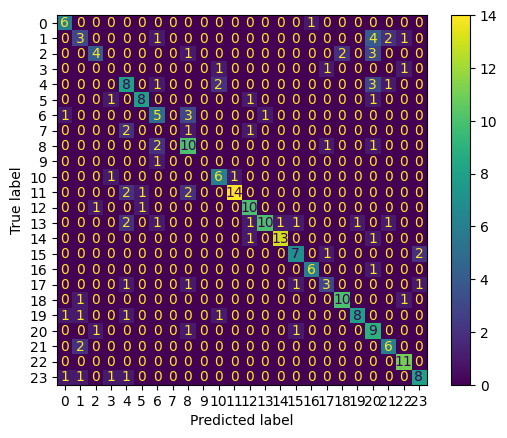 True label
0 6 0 0 0 0 0 0 0 0 0 0 0 0 0 0 0 1 0 0 0 0 0 0 0
1 0 3 0 0 0 0 1 0 0 0 0 0 0 0 0 0 0 0 0 0 4 2 1 0
2 0 0 4 0 0 0 0 0 1 0 0 0 0 0 0 0 0 0 2 0 3 0 0 0
3 0 0 0 0 0 0 0 0 0 0 1 0 0 0 0 0 0 1 0 0 0 0 1 0
4 0 0 0 0 8 0 1 0 0 0 2 0 0 0 0 0 0 0 0 0 3 1 0 0
5 0 0 0 1 0 8 0 0 0 0 0 0 1 0 0 0 0 0 0 0 1 0 0 0
6 1 0 0 0 0 0 5 0 3 0 0 0 0 1 0 0 0 0 0 0 0 0 0 0
7 0 0 0 0 2 0 0 0 1 0 0 0 1 0 0 0 0 0 0 0 0 0 0 0
8 0 0 0 0 0 0 2 0 10 0 0 0 0 0 0 0 0 1 0 0 1 0 0 0
9 0 0 0 0 0 0 1 0 0 0 0 0 0 0 0 0 0 0 0 0 0 0 0 0
10 0 0 0 1 0 0 0 0 0 0 6 1 0 0 0 0 0 0 0 0 0 0 0 0
11 0 0 0 0 2 1 0 0 2 0 0 14 0 0 0 0 0 0 0 0 0 0 0 0
12 0 0 1 0 0 1 0 0 0 0 0 0 10 0 0 0 0 0 0 0 0 0 0 0
13 0 0 0 0 2 0 1 0 0 0 0 0 1 10 1 1 0 0 0 1 0 1 0 0
14 0 0 0 0 0 0 0 0 0 0 0 0 1 0 13 0 0 0 0 0 1 0 0 0
15 0 0 0 0 0 0 0 0 0 0 0 0 0 0 0 7 0 1 0 0 0 0 0 2
16 0 0 0 0 0 0 0 0 0 0 0 0 0 0 0 0 6 0 0 0 1 0 0 0
17 0 0 0 0 1 0 0 0 1 0 0 0 0 0 0 1 0 3 0 0 0 0 0 1
18 0 1 0 0 0 0 0 0 0 0 0 0 0 0 0 0 0 0 10 0 0 0 1 0
19 1 1 0 0 1 0 0 0 0 0 1 0 0 0 0 0 0 0 0 8 0 0 0 0
20 0 0 1 0 0 0 0 0 1 0 0 0 0 0 0 1 0 0 0 0 9 0 0 0
21 0 2 0 0 0 0 0 0 0 0 0 0 0 0 0 0 0 0 0 0 0 6 0 0
22 0 0 0 0 0 0 0 0 0 0 0 0 0 0 0 0 0 0 0 0 0 0 11 0
23 1 1 0 1 1 0 0 0 0 0 0 0 0 0 0 0 0 0 0 0 0 0 0 8
0 1 2 3 4 5 6 7 8 9 10 11 12 13 14 15 16 17 18 19 20 21 22 23
Predicted label
14
12
10
8
6
4
2
0